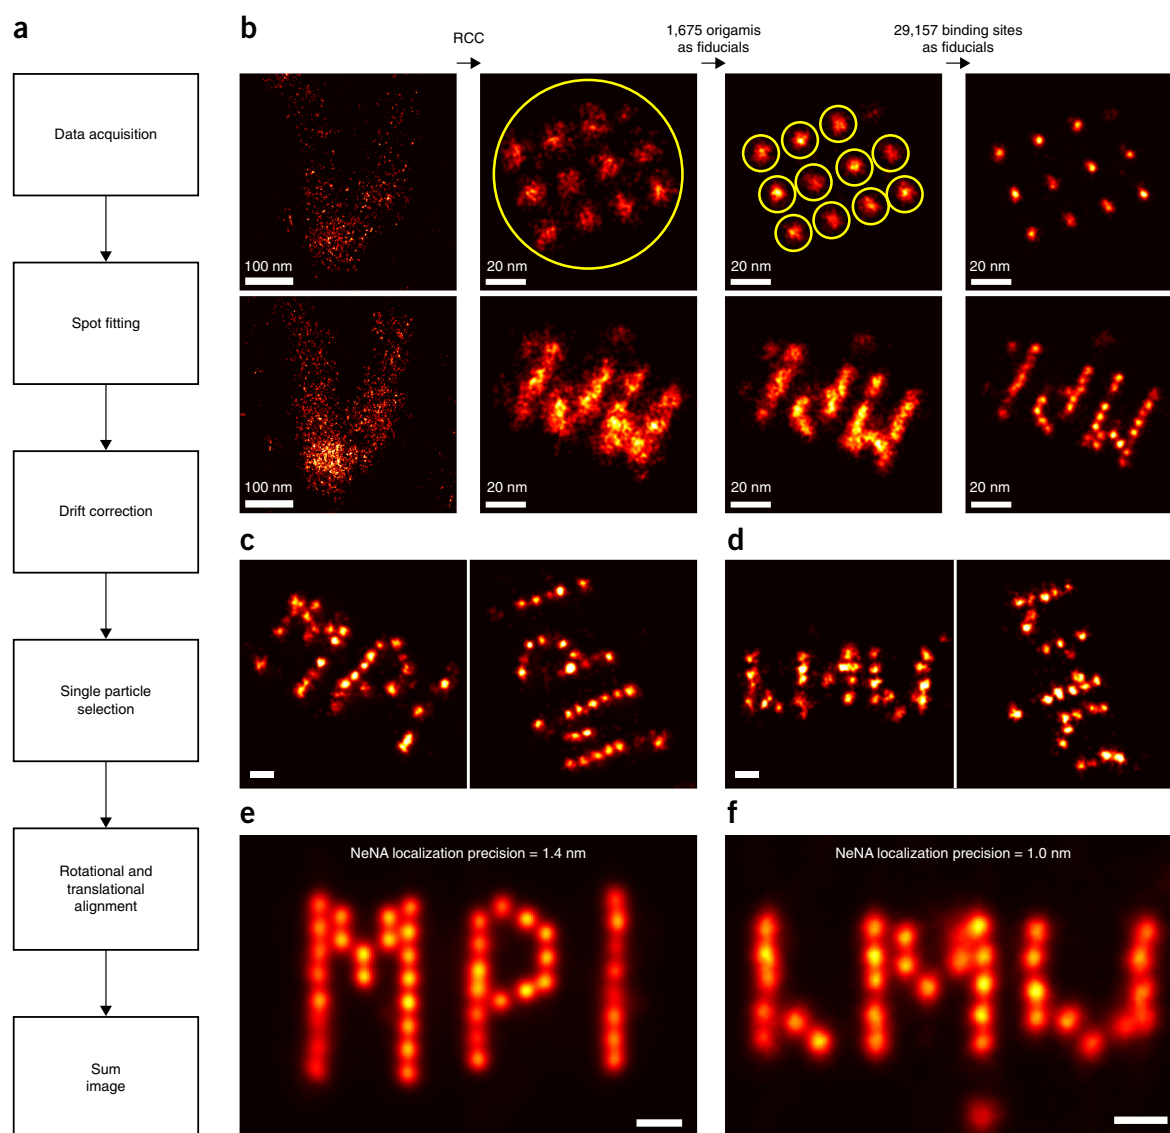 a
Data acquisition
Spot fitting
Drift correction
Single particle
selection
Rotational and
translational
alignment
Sum
image
b
RCC
1,675 origamis
as fiducials
29,157 binding sites
as fiducials
100 nm
20 nm
20 nm
20 nm
100 nm
20 nm
20 nm
20 nm
c
d
e
NeNA localization precision = 1.4 nm
MPI
f
NeNA localization precision = 1.0 nm
LMU